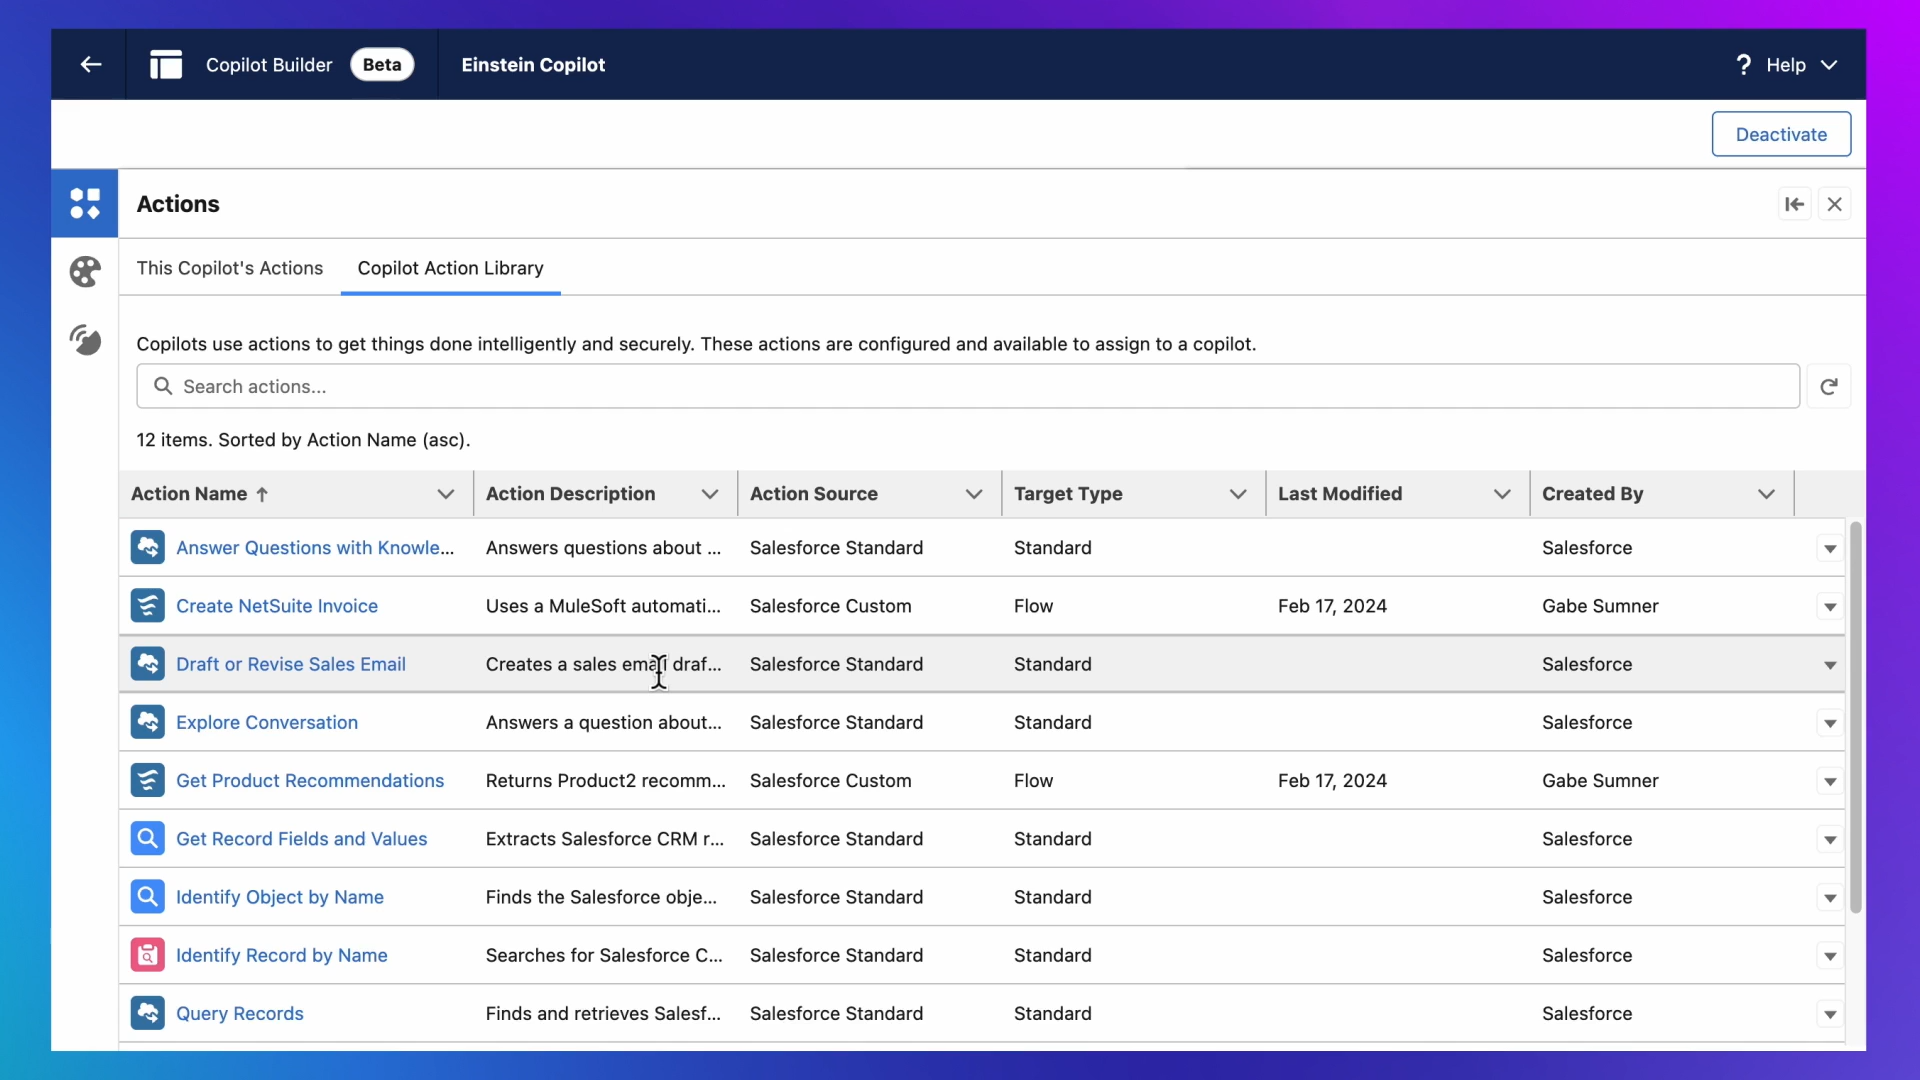 Copilot Builder Beta Einstein Copilot ? Help
Deactivate
Actions
This Copilot's Actions Copilot Action Library
Copilots use actions to get things done intelligently and securely. These actions are configured and available to assign to a copilot.
Search actions...
12 items. Sorted by Action Name (asc).
Action Name Action Description Action Source Target Type Last Modified Created By
Answer Questions with Knowle... Answers questions about ... Salesforce Standard Standard Salesforce
Create NetSuite Invoice Uses a MuleSoft automati... Salesforce Custom Flow Feb 17, 2024 Gabe Sumner
Draft or Revise Sales Email Creates a sales email draf... Salesforce Standard Standard Salesforce
Explore Conversation Answers a question about... Salesforce Standard Standard Salesforce
Get Product Recommendations Returns Product2 recomm... Salesforce Custom Flow Feb 17, 2024 Gabe Sumner
Get Record Fields and Values Extracts Salesforce CRM r... Salesforce Standard Standard Salesforce
Identify Object by Name Finds the Salesforce obje... Salesforce Standard Standard Salesforce
Identify Record by Name Searches for Salesforce C... Salesforce Standard Standard Salesforce
Query Records Finds and retrieves Salesf... Salesforce Standard Standard Salesforce